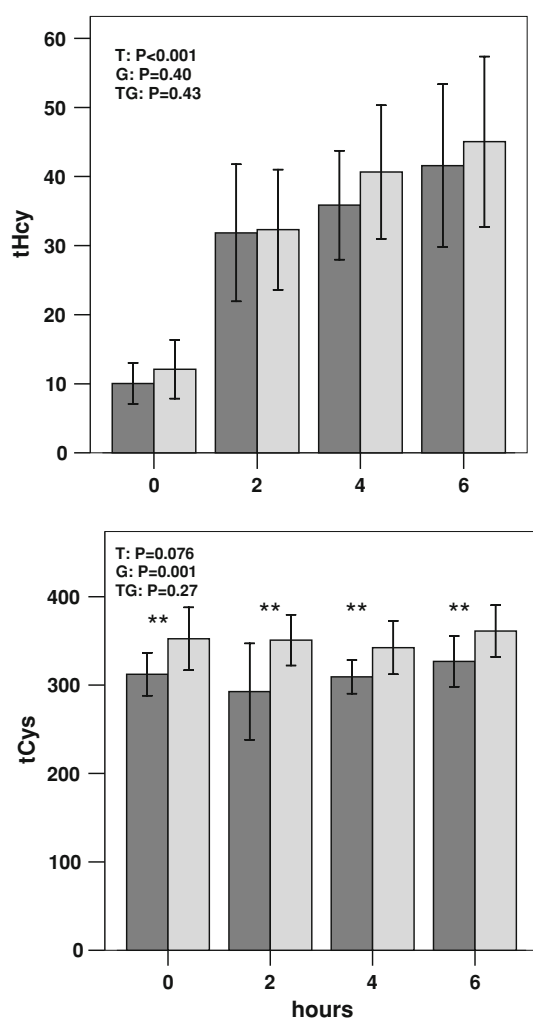 60
50
40
30
20
10
0
tHcy
T: P<0.001
G: P=0.40
TG: P=0.43
0 2 4 6
400
300
200
100
0
tCys
T: P=0.076
G: P=0.001
TG: P=0.27
** ** ** **
0 2 4 6
hours